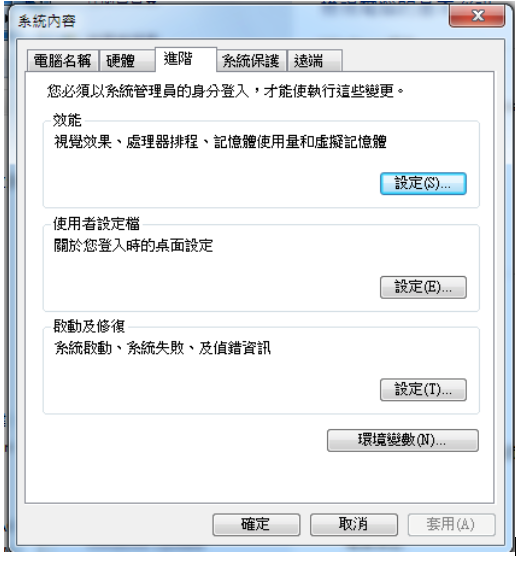 系統內容
電腦名稱 硬體 進階 系統保護 遠端
您必須以系統管理員的身分登入，才能使執行這些變更。
效能
視覺效果、處理器排程、記憶體使用量和虛擬記憶體
設定(S)...
使用者設定檔
關於您登入時的桌面設定
設定(E)...
啟動及修復
系統啟動、系統失敗、及偵錯資訊
設定(T)...
環境變數(N)...
確定 取消 套用(A)